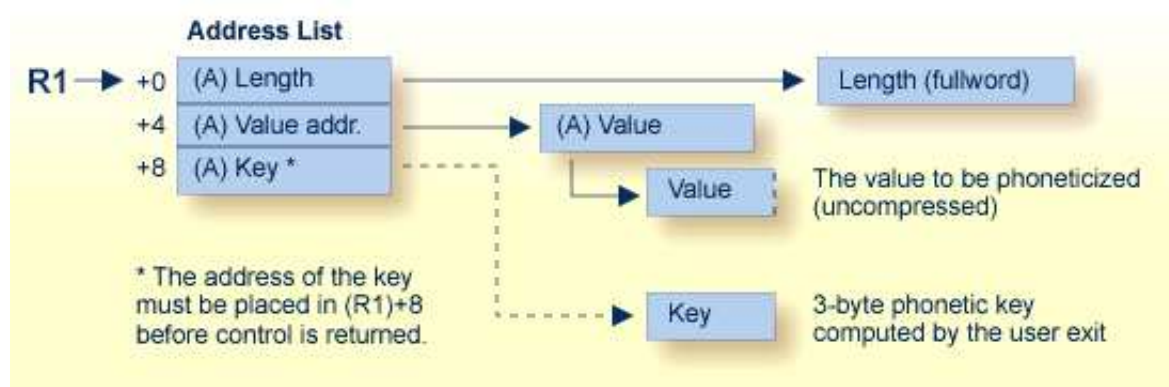 Address List
R1
+0 (A) Length
Length (fullword)
+4 (A) Value addr.
(A) Value
+8 (A) Key *
Value
The value to be phoneticized
(uncompressed)
* The address of the key
must be placed in (R1)+8
before control is returned.
Key
3-byte phonetic key
computed by the user exit